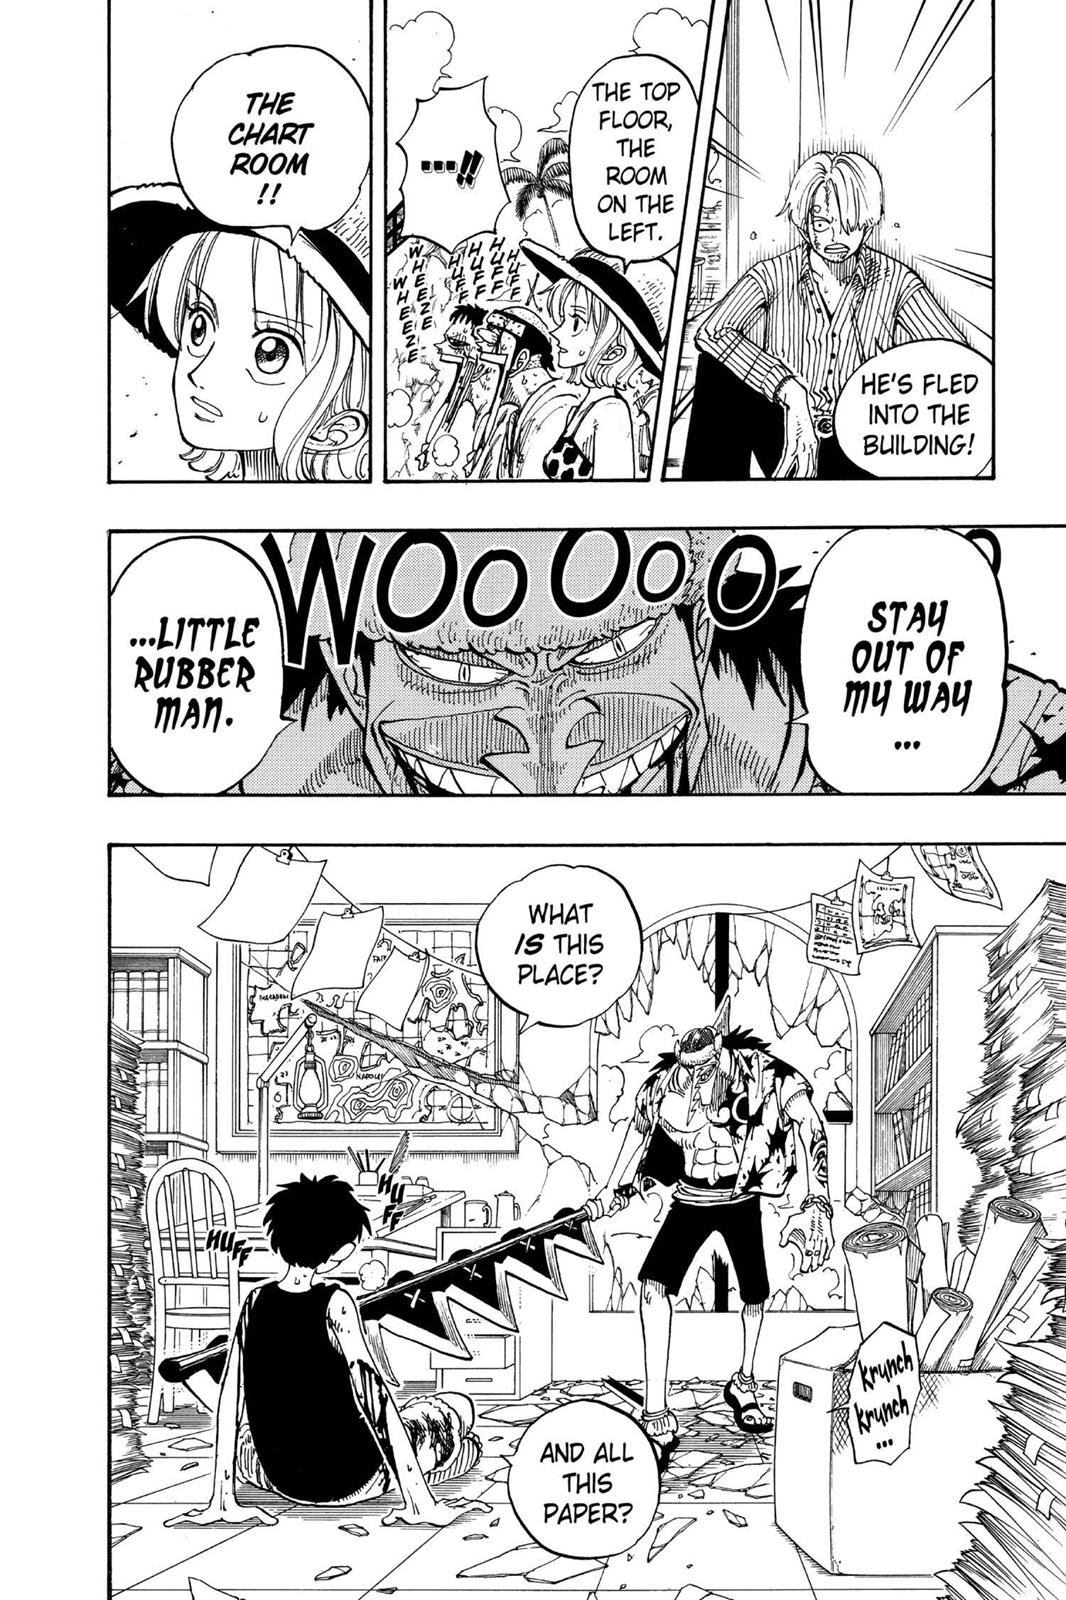 HE'S FLED
INTO THE
BUILDING!
THE TOP
FLOOR,
THE
ROOM
ON THE
LEFT.
...!!
HUFF
HUFF
HUFF
HUFF
WHEEZE
WHEEZE
THE
CHART
ROOM
!!
STAY
OUT OF
MY WAY
...
WOOOOO
...LITTLE
RUBBER
MAN.
WHAT
IS THIS
PLACE?
HUFF
HUFF
krunch
krunch
...
AND ALL
THIS
PAPER?